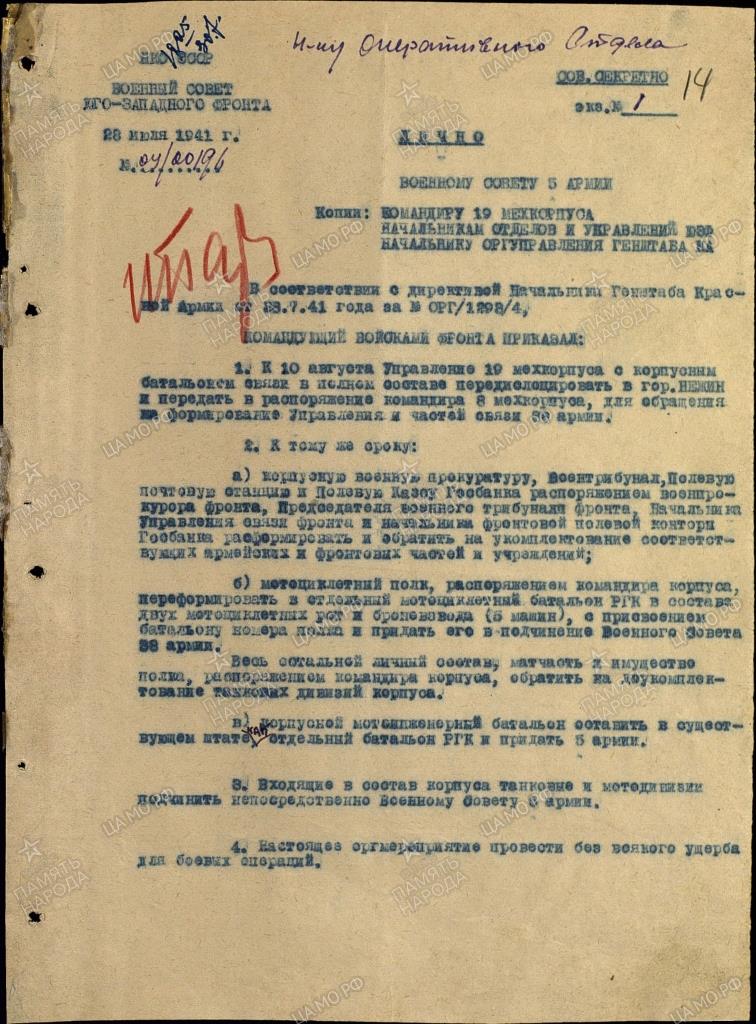 Н-ку Оперативного Отдела
НКО СССР
ВОЕННЫЙ СОВЕТ
ЮГО-ЗАПАДНОГО ФРОНТА
28 июля 1941 г.
№ 04/00196
СОВ. СЕКРЕТНО
14
экз. № 1
ЛИЧНО
ВОЕННОМУ СОВЕТУ 5 АРМИИ
Копии: КОМАНДИРУ 19 МЕХКОРПУСА
НАЧАЛЬНИКАМ ОТДЕЛОВ И УПРАВЛЕНИЙ ЮЗФ
НАЧАЛЬНИКУ ОРГУПРАВЛЕНИЯ ГЕНШТАБА КА
В соответствии с директивой Начальника Генштаба Крас-
ной Армии от 23.7.41 года за № ОРГ/1293/4,
КОМАНДУЮЩИЙ ВОЙСКАМИ ФРОНТА ПРИКАЗАЛ:
1. К 10 августа Управление 19 мехкорпуса с корпусным
батальоном связи в полном составе передислоцировать в гор. НЕЖИН
и передать в распоряжение командира 8 мехкорпуса, для обращения
на формирование Управления и частей связи армии.
2. К тому же сроку:
а) корпусную военную прокуратуру, Воентрибунал, Полевую
почтовую станцию и Полевую Кассу Госбанка распоряжением военпро-
курора фронта, Председателя военного трибунала фронта, Начальника
Управления связи фронта и начальника фронтовой полевой конторы
Госбанка расформировать и обратить на укомплектование соответст-
вующих армейских и фронтовых частей и учреждений;
б) мотоциклетный полк, распоряжением командира корпуса,
переформировать в отдельный мотоциклетный батальон РГК в составе
двух мотоциклетных рот и бронезвода (5 машин), с присвоением
батальону номера полка и придать его в подчинение Военного Совета
38 армии.
Весь остальной личный состав, матчасть и имущество
полка, распоряжением командира корпуса, обратить на доукомплек-
тование танковых дивизий корпуса.
в) корпусной мотоинженерный батальон оставить в сущест-
вующем штате, как отдельный батальон РГК и придать 5 армии.
3. Входящие в состав корпуса танковые и мотодивизии
подчинить непосредственно Военному Совету 5 армии.
4. Настоящее оргмероприятие провести без всякого ущерба
для боевых операций.
ПАМЯТЬ НАРОДА
ЦАМО.РФ